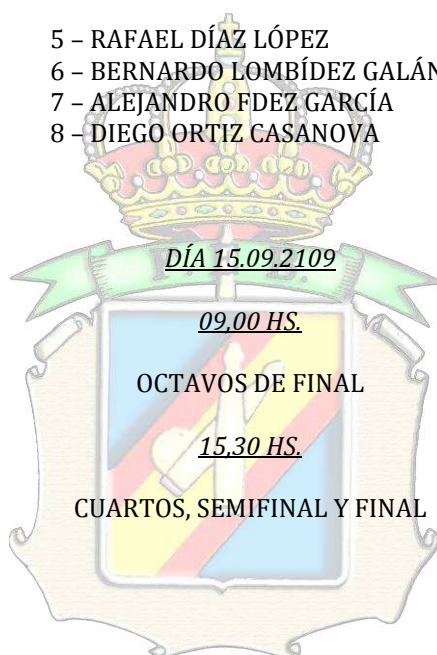 5 – RAFAEL DÍAZ LÓPEZ
6 – BERNARDO LOMBÍDEZ GALÁN
7 – ALEJANDRO FDEZ GARCÍA
8 – DIEGO ORTIZ CASANOVA
DÍA 15.09.2109
09,00 HS.
OCTAVOS DE FINAL
15,30 HS.
CUARTOS, SEMIFINAL Y FINAL